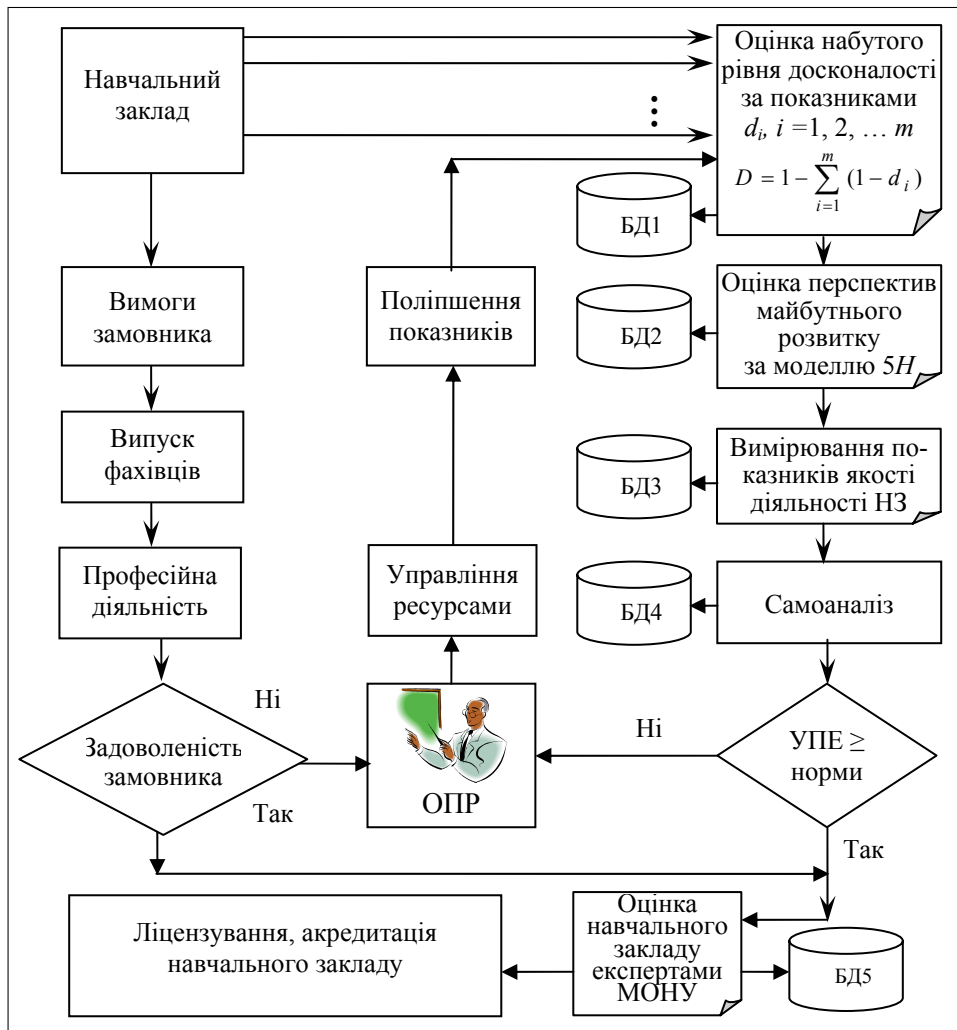 Навчальний
заклад
Оцінка набутого
рівня досконалості
за показниками
d_i, i =1, 2, … m
D = 1 − \sum_{i=1}^{m} (1 − d_i)
БД1
Вимоги
замовника
Поліпшення
показників
Оцінка перспектив
майбутнього
розвитку
за моделлю 5Н
БД2
Випуск
фахівців
Вимірювання по-
казників якості
діяльності НЗ
БД3
Професійна
діяльність
Управління
ресурсами
БД4
Самоаналіз
Задоволеність
замовника
Ні
Так
ОПР
Ні
УПЕ ≥
норми
Так
Ліцензування, акредитація
навчального закладу
Оцінка
навчального
закладу
експертами
МОНУ
БД5